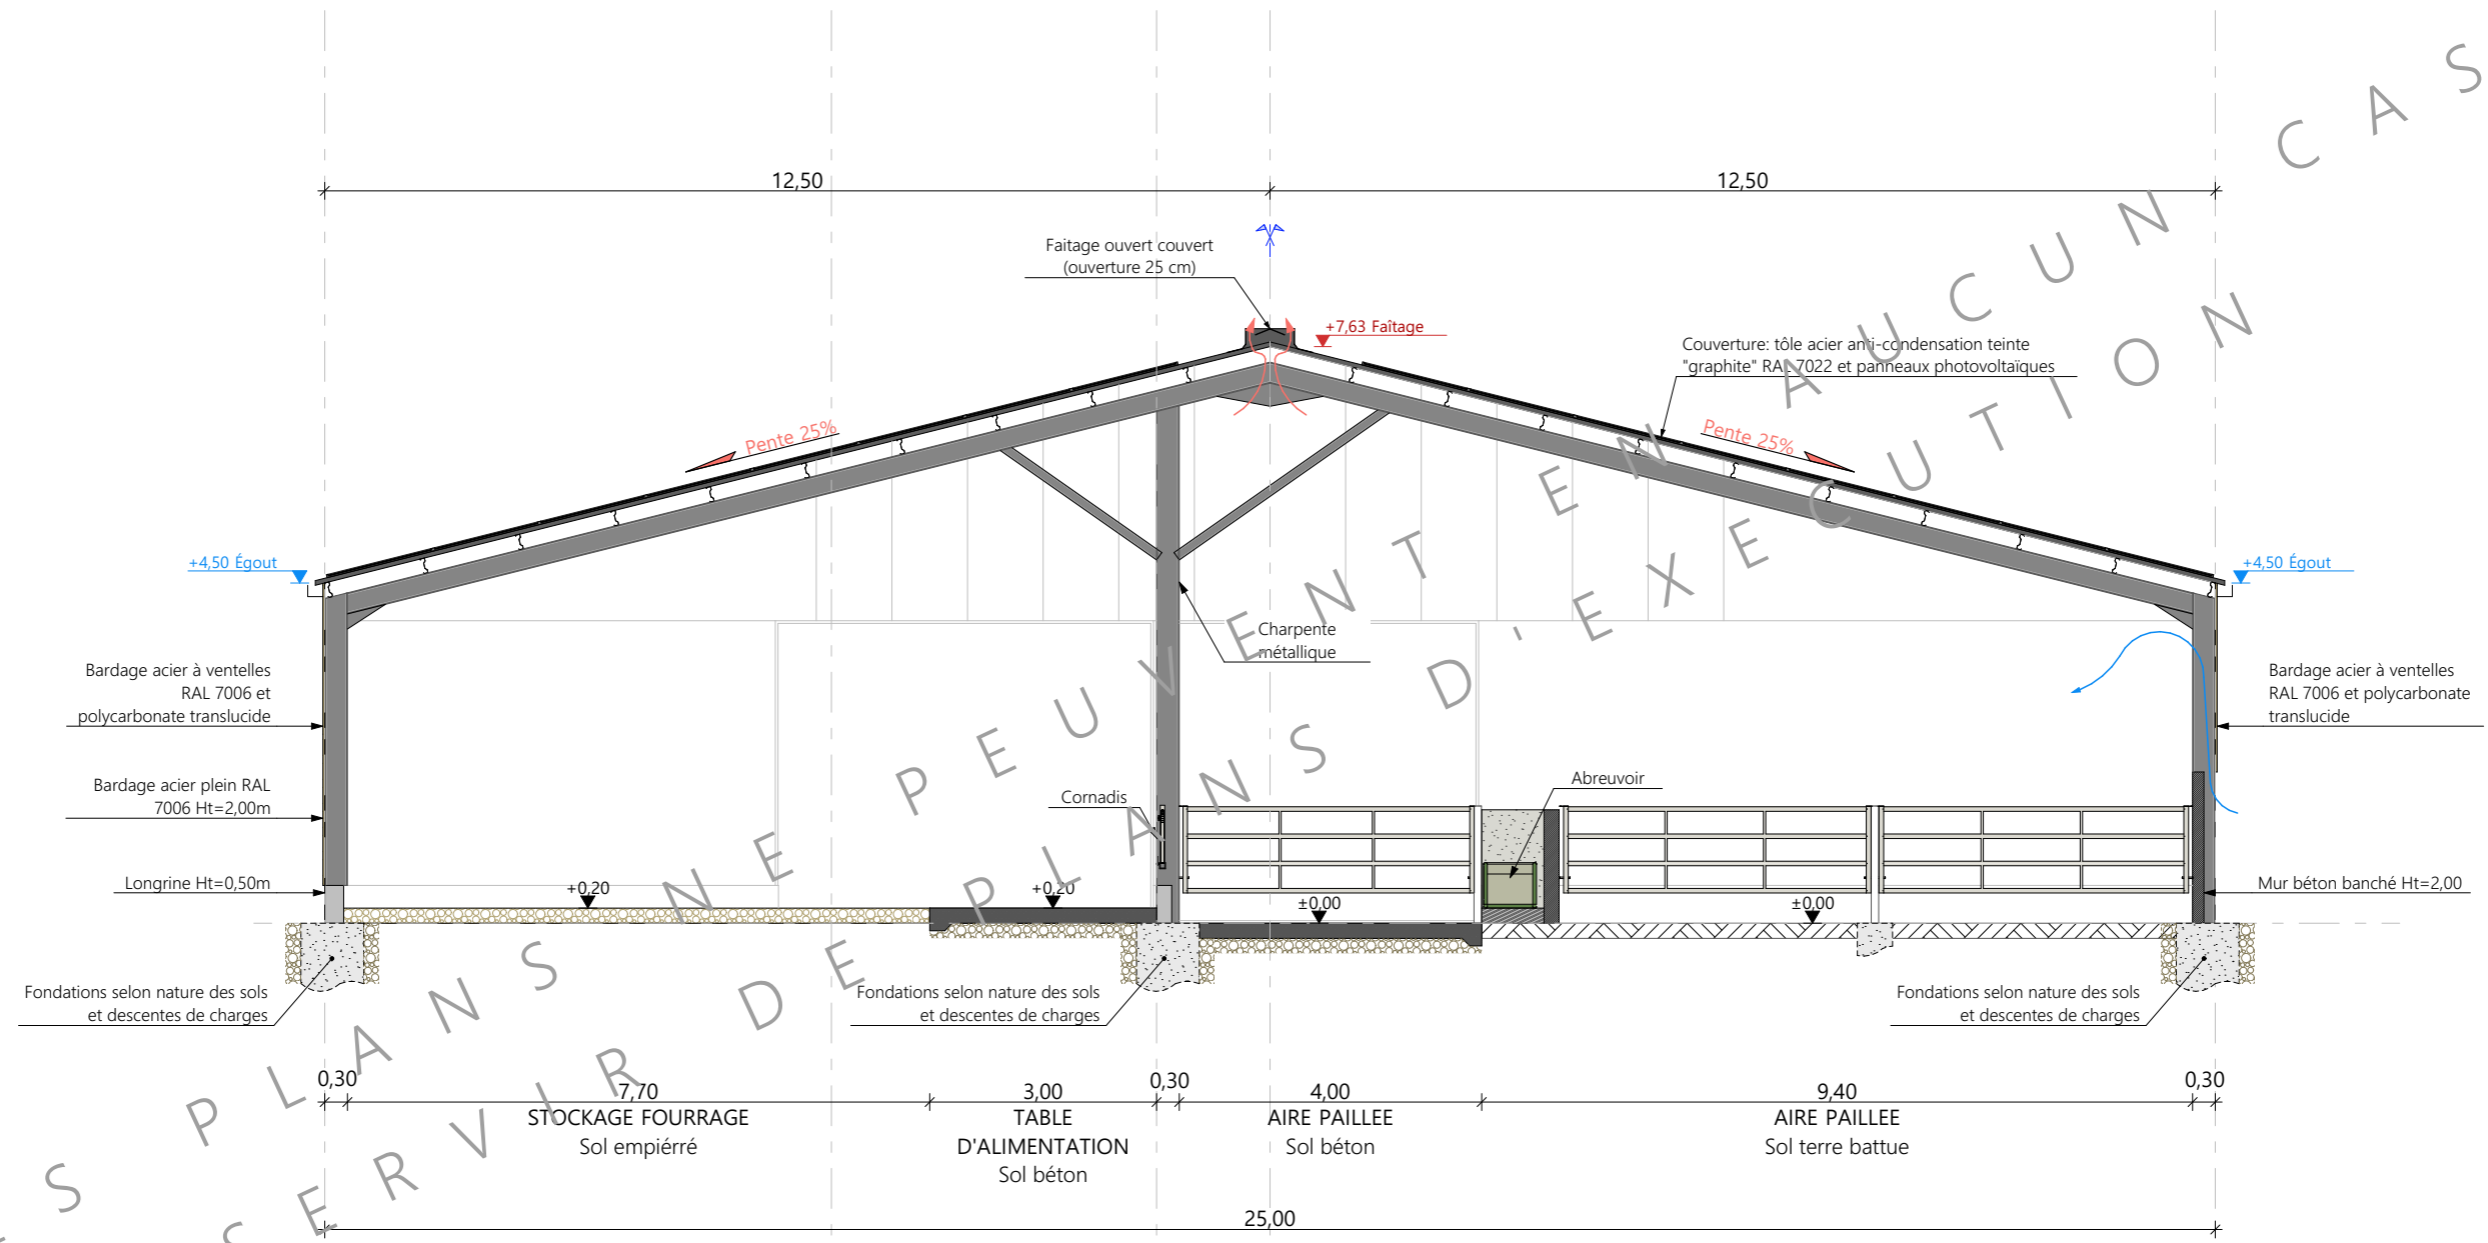 12,50
12,50
Faitage ouvert couvert
(ouverture 25 cm)
+7,63 Faîtage
Couverture: tôle acier anti-condensation teinte
"graphite" RAL 7022 et panneaux photovoltaïques
Pente 25%
Pente 25%
+4,50 Égout
+4,50 Égout
Charpente
métallique
Bardage acier à ventelles
RAL 7006 et
polycarbonate translucide
Bardage acier à ventelles
RAL 7006 et polycarbonate
translucide
Bardage acier plein RAL
7006 Ht=2,00m
Cornadis
Abreuvoir
Longrine Ht=0,50m
+0,20
+0,20
±0,00
±0,00
Mur béton banché Ht=2,00
Fondations selon nature des sols
et descentes de charges
Fondations selon nature des sols
et descentes de charges
Fondations selon nature des sols
et descentes de charges
0,30
7,70
3,00
0,30
4,00
9,40
0,30
STOCKAGE FOURRAGE
Sol empiérré
TABLE
D'ALIMENTATION
Sol béton
AIRE PAILLEE
Sol béton
AIRE PAILLEE
Sol terre battue
25,00
PLANS NE PEUVENT EN AUCUN CAS
SERVIR DE PLANS D'EXECUTION